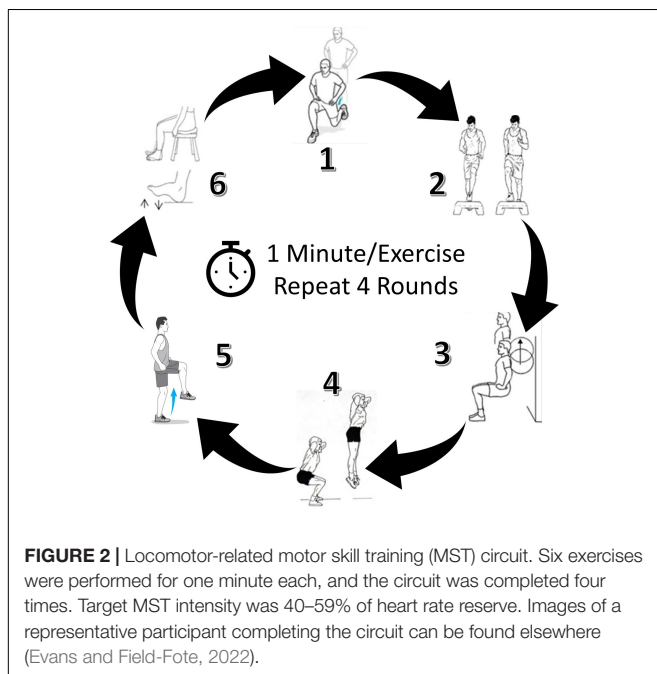 1
2
6
1 Minute/Exercise
Repeat 4 Rounds
5
3
4
FIGURE 2 | Locomotor-related motor skill training (MST) circuit. Six exercises
were performed for one minute each, and the circuit was completed four
times. Target MST intensity was 40–59% of heart rate reserve. Images of a
representative participant completing the circuit can be found elsewhere
(Evans and Field-Fote, 2022).